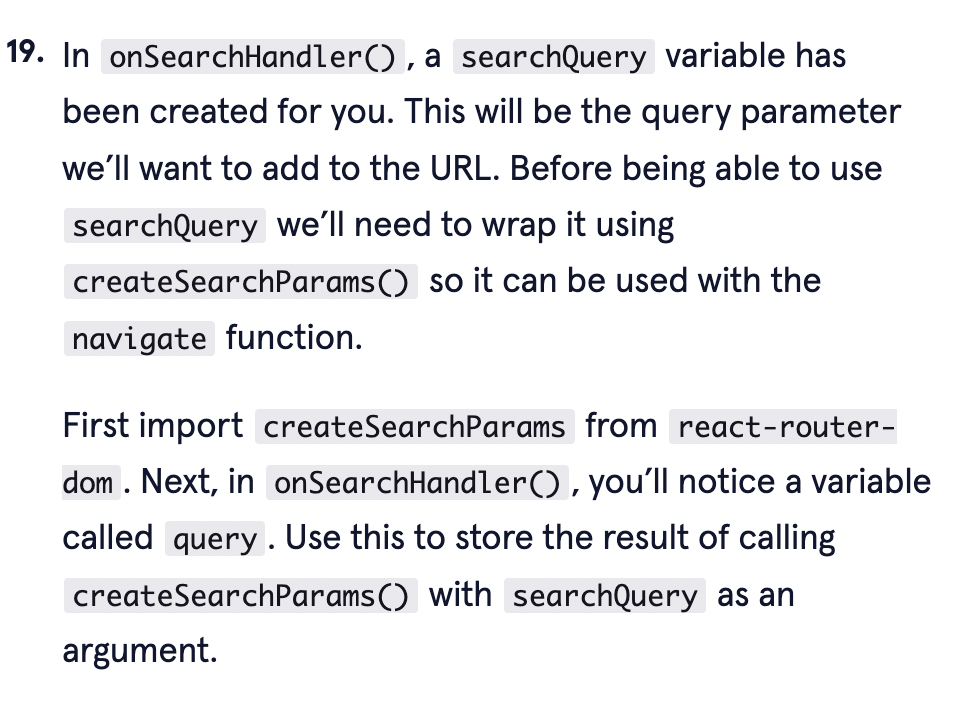 19. In onSearchHandler(), a searchQuery variable has
been created for you. This will be the query parameter
we’ll want to add to the URL. Before being able to use
searchQuery we’ll need to wrap it using
createSearchParams() so it can be used with the
navigate function.
First import createSearchParams from react-router-
dom. Next, in onSearchHandler(), you’ll notice a variable
called query. Use this to store the result of calling
createSearchParams() with searchQuery as an
argument.